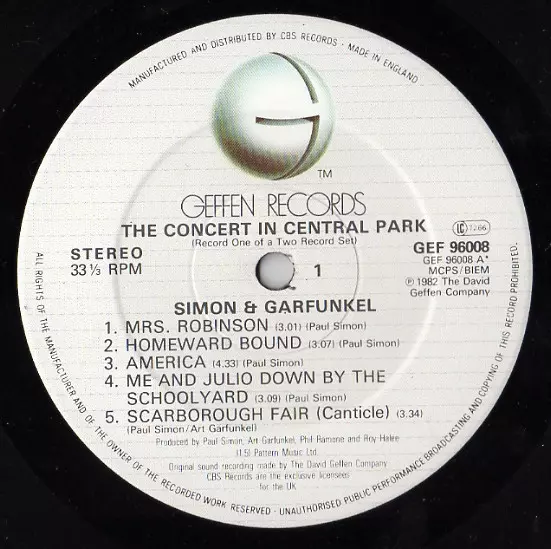 MANUFACTURED AND DISTRIBUTED BY CBS RECORDS · MADE IN ENGLAND
TM
GEFFEN RECORDS
THE CONCERT IN CENTRAL PARK
(Record One of a Two Record Set)
LC 7266
STEREO
33⅓ RPM
1
GEF 96008
GEF 96008 A*
MCPS/BIEM
℗ 1982 The David
Geffen Company
SIMON & GARFUNKEL
1. MRS. ROBINSON (3.01) (Paul Simon)
2. HOMEWARD BOUND (3.07) (Paul Simon)
3. AMERICA (4.33) (Paul Simon)
4. ME AND JULIO DOWN BY THE
SCHOOLYARD (3.09) (Paul Simon)
5. SCARBOROUGH FAIR (Canticle) (3.34)
(Paul Simon/Art Garfunkel)
Produced by Paul Simon, Art Garfunkel, Phil Ramone and Roy Halee
(1.5) Pattern Music Ltd.
Original sound recording made by The David Geffen Company
CBS Records are the exclusive licensees
for the UK
ALL RIGHTS OF THE MANUFACTURER AND OF THE OWNER OF THE RECORDED WORK RESERVED · UNAUTHORISED PUBLIC PERFORMANCE BROADCASTING AND COPYING OF THIS RECORD PROHIBITED.